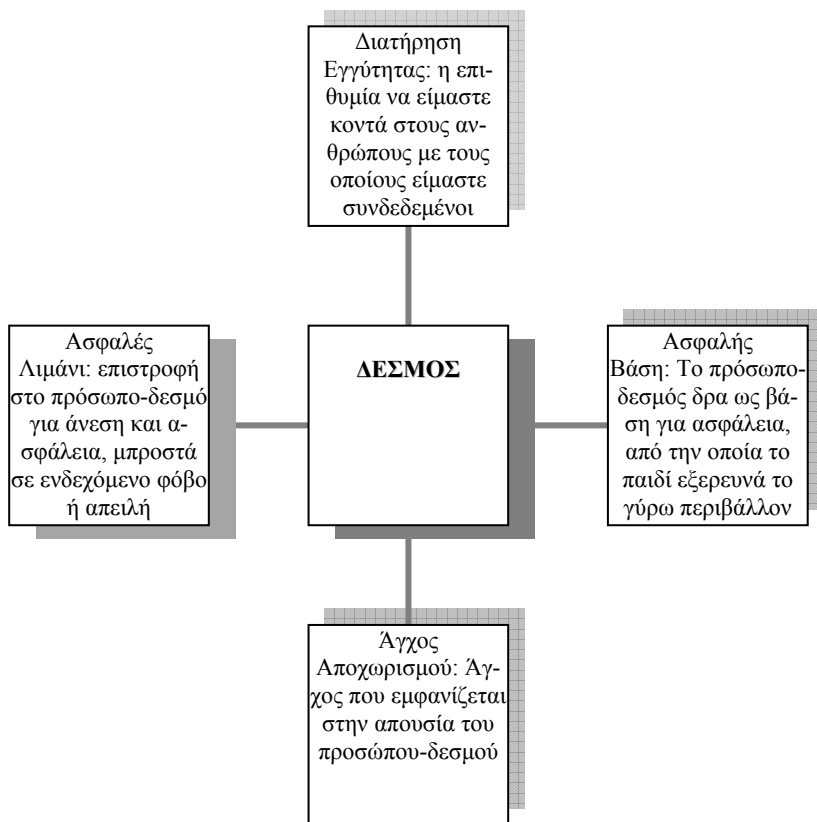 Διατήρηση
Εγγύτητας: η επι-
θυμία να είμαστε
κοντά στους αν-
θρώπους με τους
οποίους είμαστε
συνδεδεμένοι
Ασφαλές
Λιμάνι: επιστροφή
στο πρόσωπο-δεσμό
για άνεση και α-
σφάλεια, μπροστά
σε ενδεχόμενο φόβο
ή απειλή
ΔΕΣΜΟΣ
Ασφαλής
Βάση: Το πρόσωπο-
δεσμός δρα ως βά-
ση για ασφάλεια,
από την οποία το
παιδί εξερευνά το
γύρω περιβάλλον
Άγχος
Αποχωρισμού: Άγ-
χος που εμφανίζεται
στην απουσία του
προσώπου-δεσμού